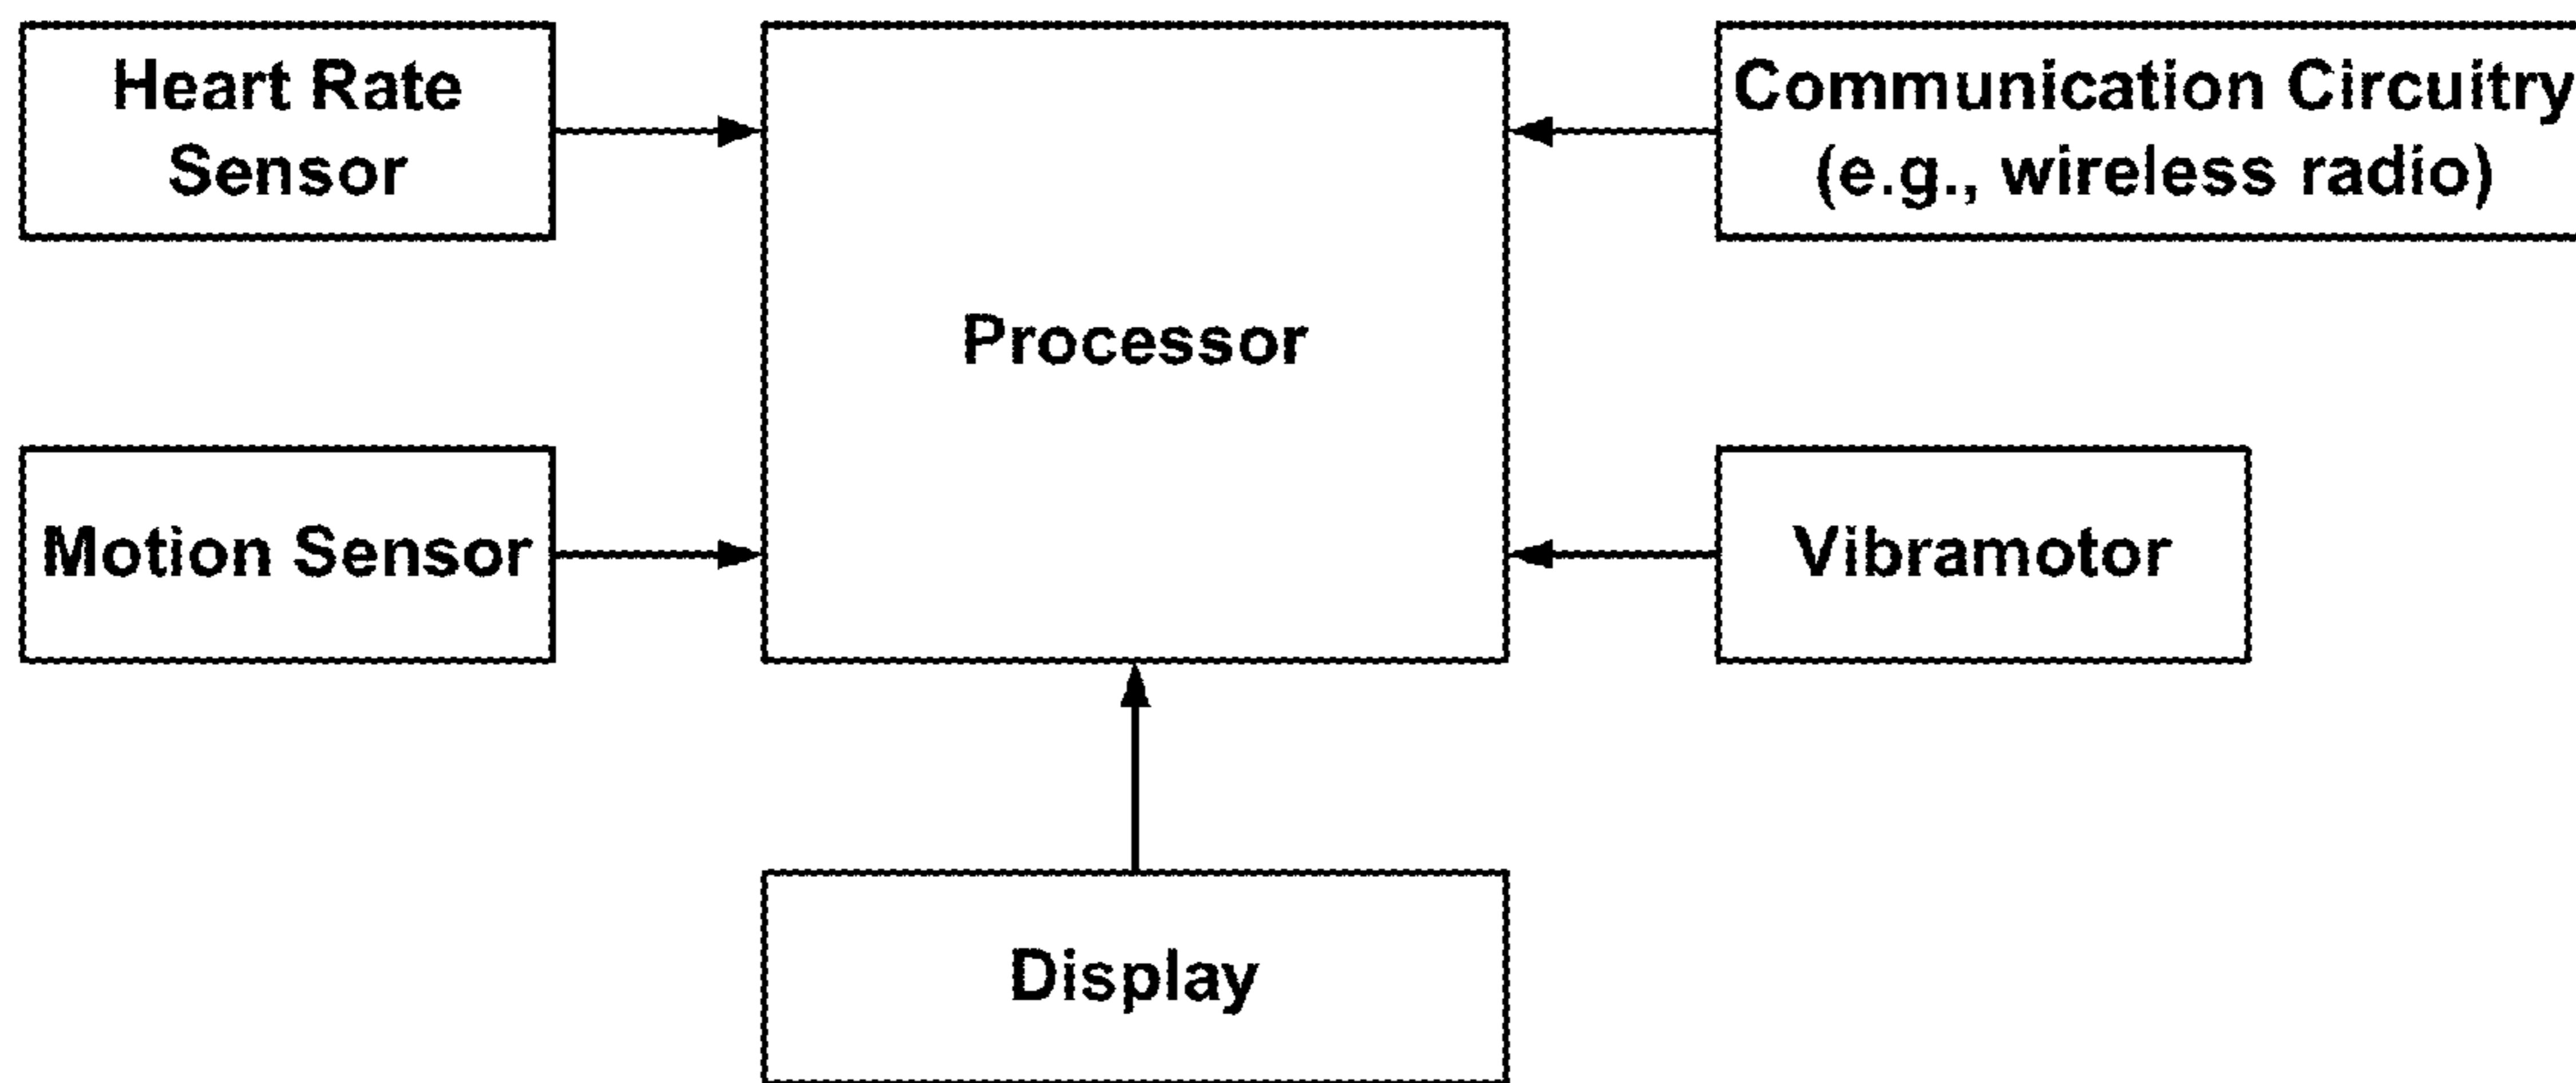 Heart Rate
Sensor
Processor
Communication Circuitry
(e.g., wireless radio)
Motion Sensor
Vibramotor
Display